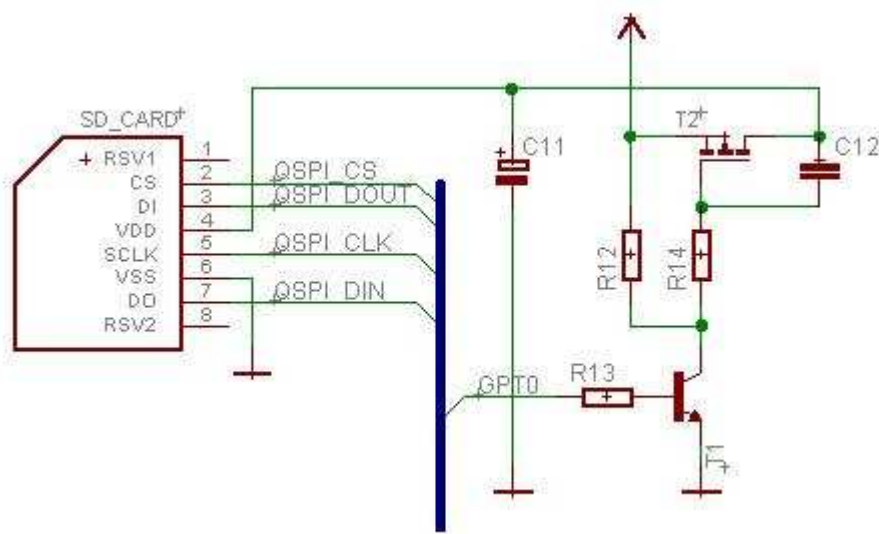 SD_CARD
RSV1 1
CS 2
DI 3
VDD 4
SCLK 5
VSS 6
DO 7
RSV2 8
QSPI_CS
QSPI_DOUT
QSPI_CLK
QSPI_DIN
GPT0
C11
T2
C12
R12
R14
R13
T1